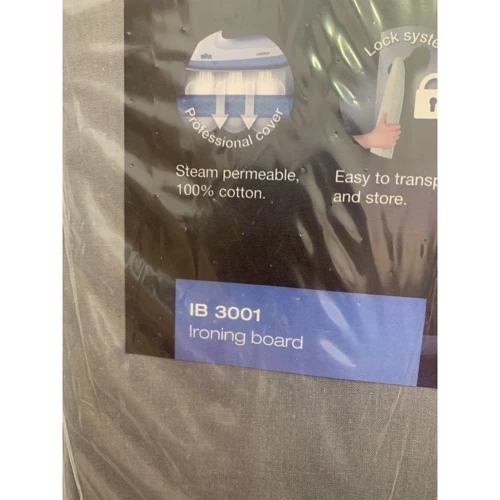 Lock syste
Professional cover
Steam permeable,
100% cotton.
Easy to transp
and store.
IB 3001
Ironing board